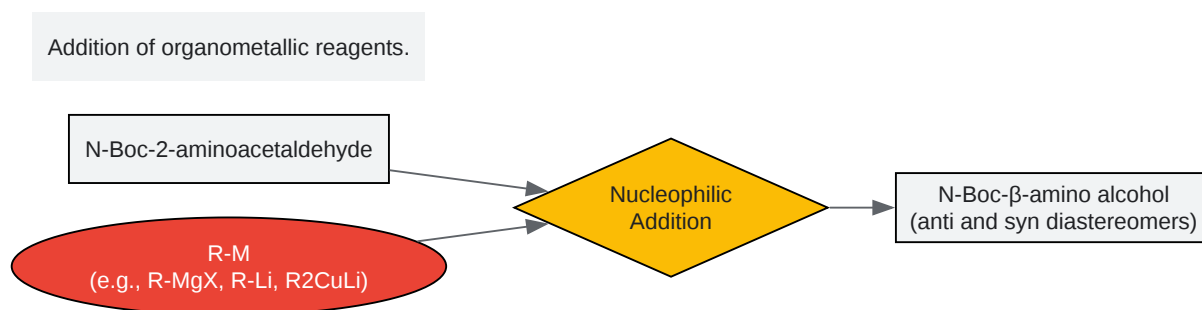 Addition of organometallic reagents.
N-Boc-2-aminoacetaldehyde
R-M
(e.g., R-MgX, R-Li, R2CuLi)
Nucleophilic
Addition
N-Boc-β-amino alcohol
(anti and syn diastereomers)